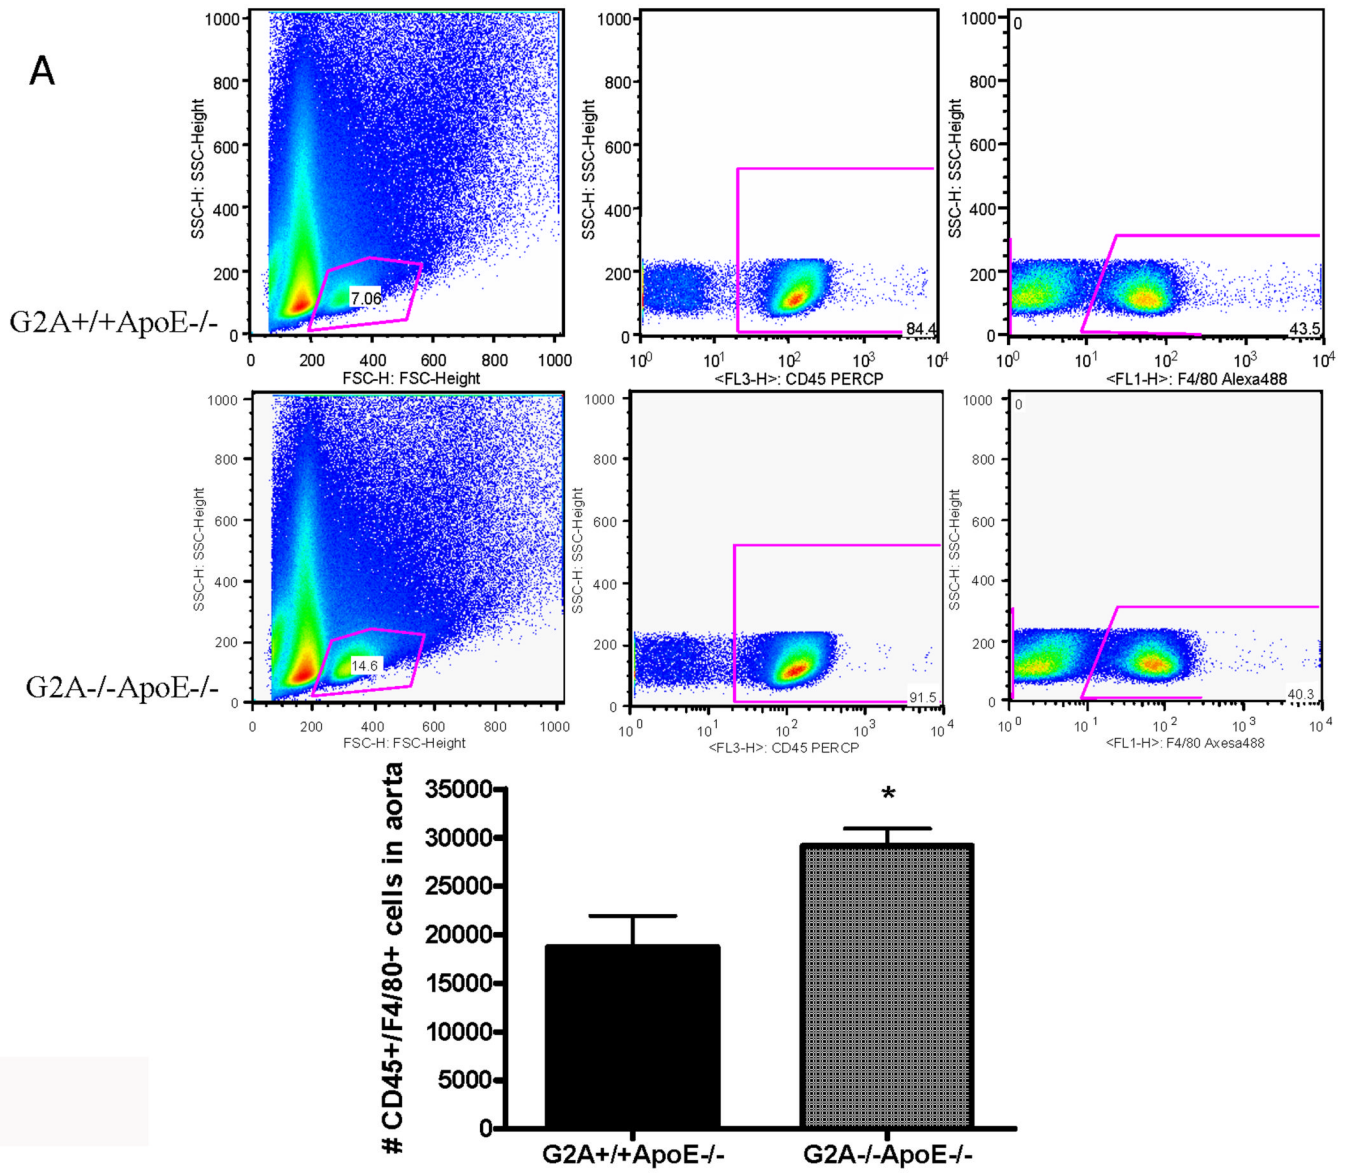 A
G2A+/+ApoE-/-
1000
800
600
400
200
0
SSC-H: SSC-Height
7.06
0 200 400 600 800 1000
FSC-H: FSC-Height
1000
800
600
400
200
0
SSC-H: SSC-Height
84.4
10^0 10^1 10^2 10^3 10^4
<FL3-H>: CD45 PERCP
1000
800
600
400
200
0
SSC-H: SSC-Height
0
43.5
10^0 10^1 10^2 10^3 10^4
<FL1-H>: F4/80 Alexa488
G2A-/-ApoE-/-
1000
800
600
400
200
0
SSC-H: SSC-Height
14.6
0 200 400 600 800 1000
FSC-H: FSC-Height
1000
800
600
400
200
0
SSC-H: SSC-Height
91.5
10^0 10^1 10^2 10^3 10^4
<FL3-H>: CD45 PERCP
1000
800
600
400
200
0
SSC-H: SSC-Height
0
40.3
10^0 10^1 10^2 10^3 10^4
<FL1-H>: F4/80 Axesa488
# CD45+/F4/80+ cells in aorta
35000
30000
25000
20000
15000
10000
5000
0
*
G2A+/+ApoE-/- G2A-/-ApoE-/-